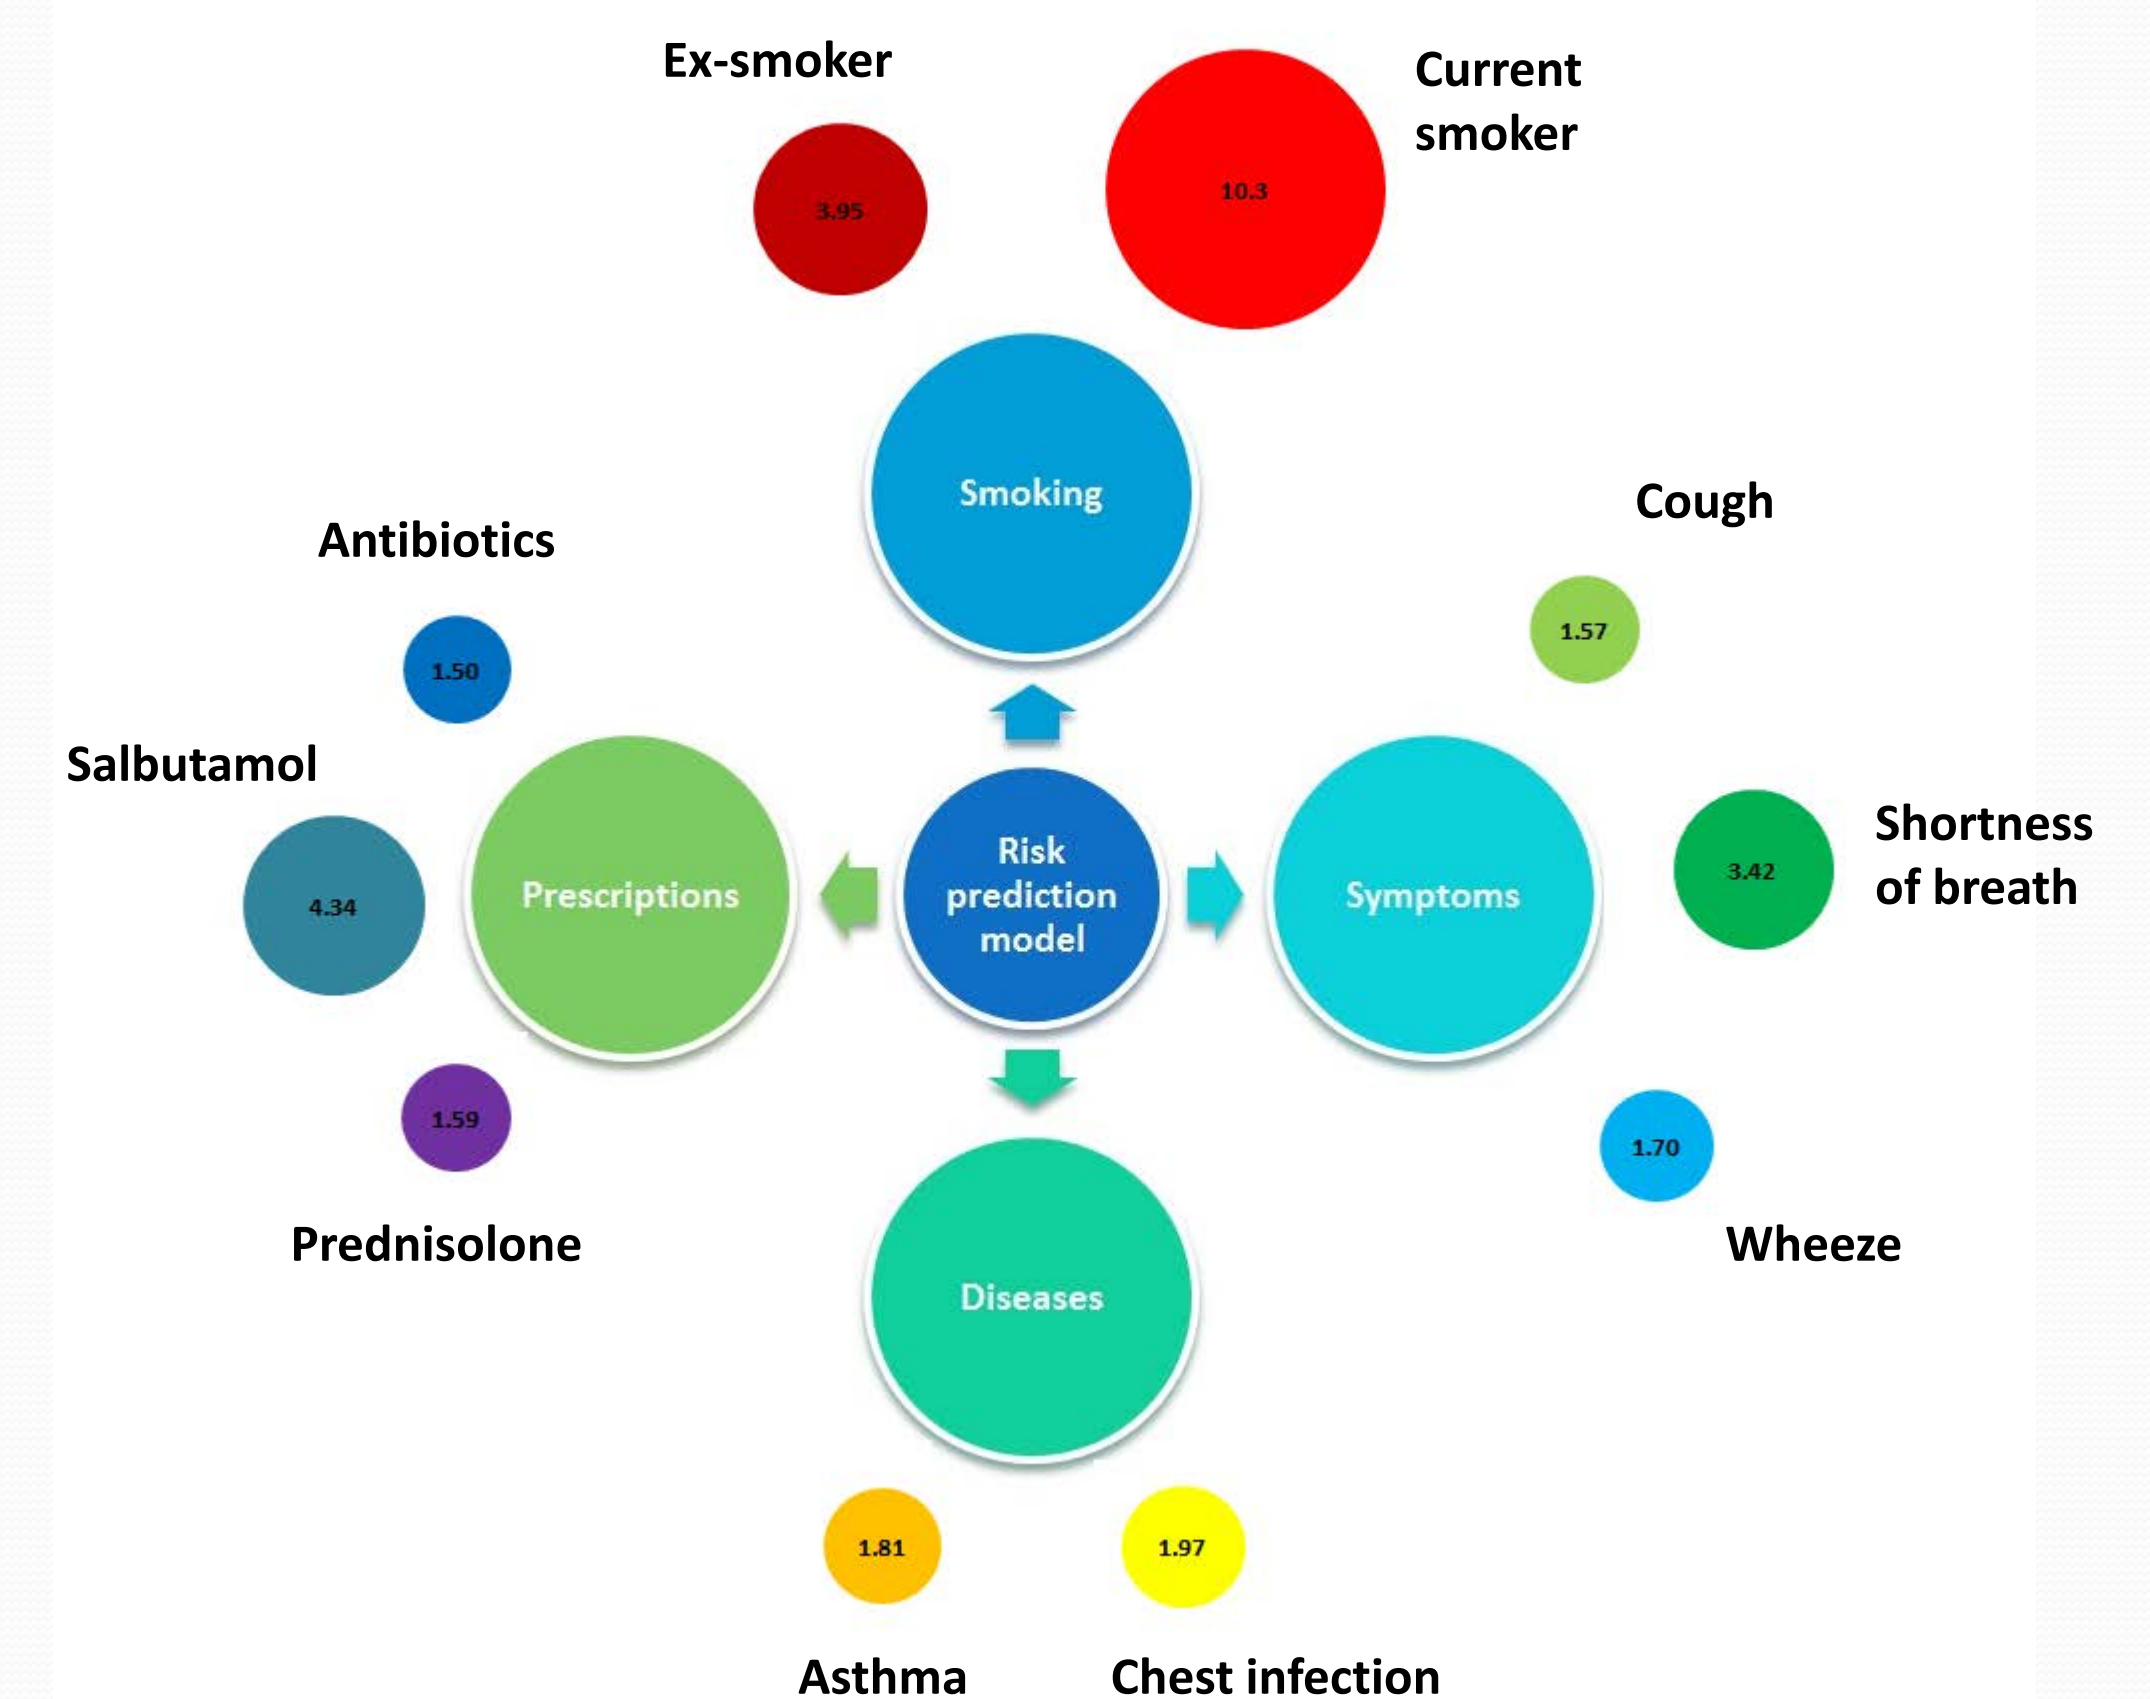 Ex-smoker
Current
smoker
3.95
10.3
Smoking
Antibiotics
1.50
Salbutamol
4.34
Prescriptions
1.59
Prednisolone
Risk
prediction
model
Cough
1.57
Symptoms
3.42
Shortness
of breath
1.70
Wheeze
Diseases
1.81
1.97
Asthma
Chest infection